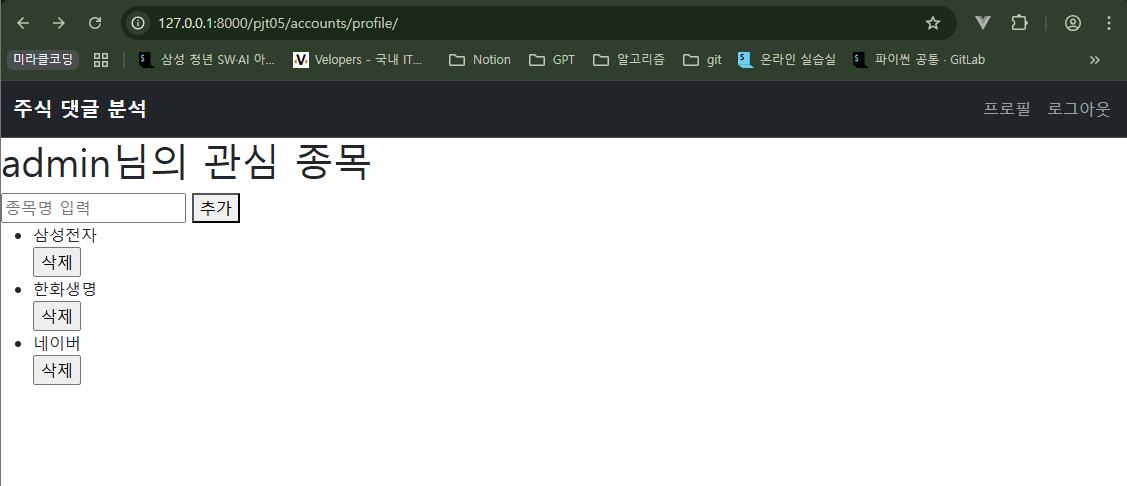 127.0.0.1:8000/pjt05/accounts/profile/
미라클코딩 삼성 청년 SW·AI 아... Velopers - 국내 IT... Notion GPT 알고리즘 git 온라인 실습실 파이썬 공통 · GitLab »
주식 댓글 분석 프로필 로그아웃
admin님의 관심 종목
종목명 입력 추가
삼성전자
삭제
한화생명
삭제
네이버
삭제